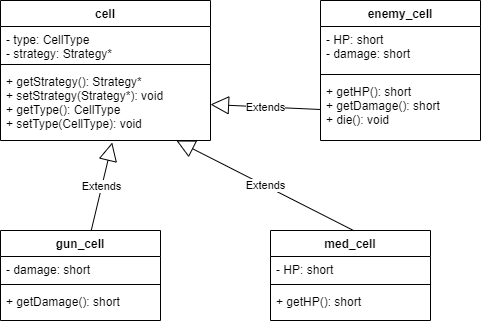 cell
- type: CellType
- strategy: Strategy*
+ getStrategy(): Strategy*
+ setStrategy(Strategy*): void
+ getType(): CellType
+ setType(CellType): void
enemy_cell
- HP: short
- damage: short
+ getHP(): short
+ getDamage(): short
+ die(): void
Extends
Extends
Extends
gun_cell
- damage: short
+ getDamage(): short
med_cell
- HP: short
+ getHP(): short